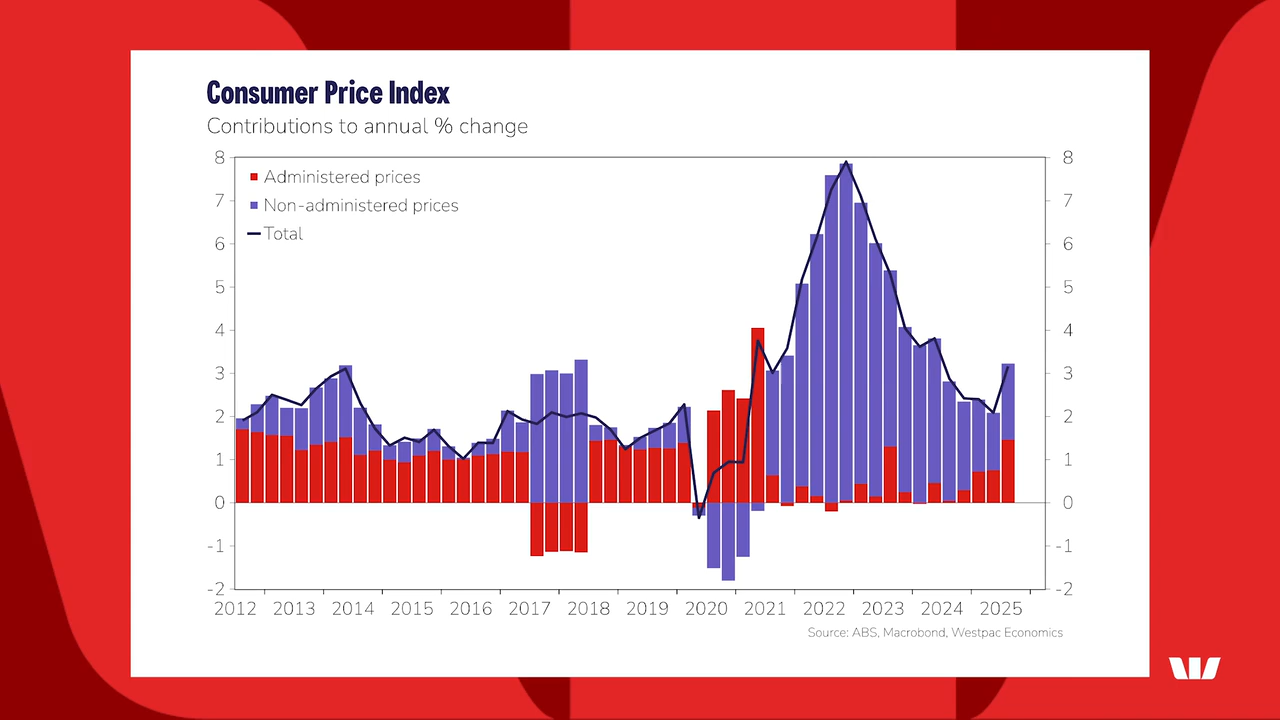 Consumer Price Index
Contributions to annual % change
8 8
Administered prices
7 7
Non-administered prices
Total
6 6
5 5
4 4
3 3
2 2
1 1
0 0
-1 -1
-2 -2
2012 2013 2014 2015 2016 2017 2018 2019 2020 2021 2022 2023 2024 2025
Source: ABS, Macrobond, Westpac Economics